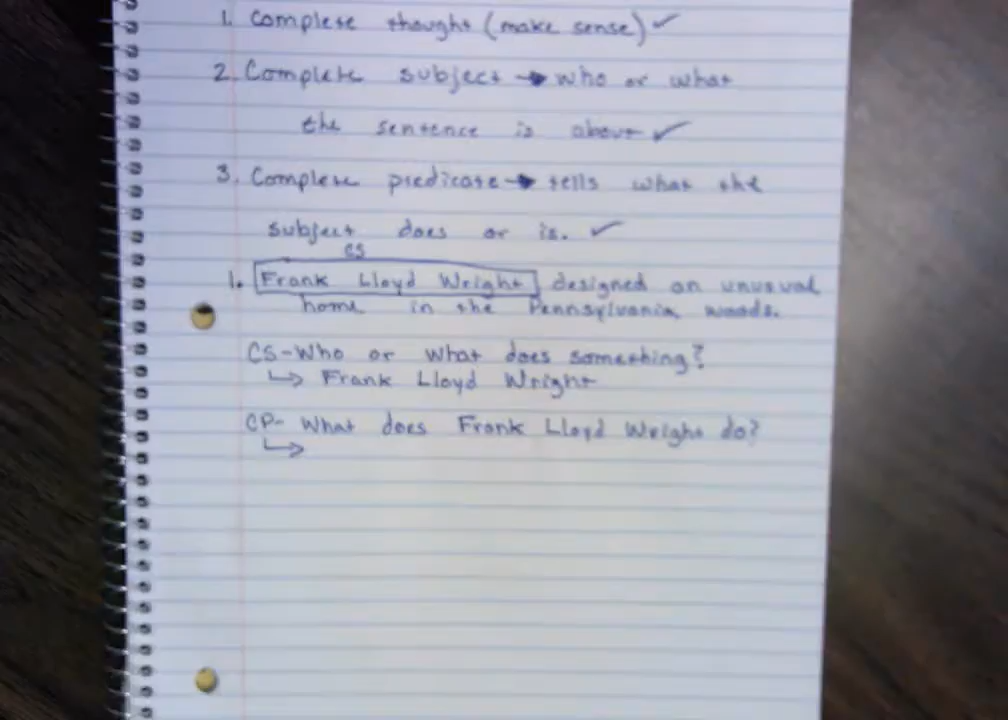 1. Complete thought (make sense) ✓
2. Complete subject → who or what
the sentence is about ✓
3. Complete predicate → tells what the
subject does or is. ✓
CS
1. Frank Lloyd Wright designed an unusual
home in the Pennsylvania woods.
CS-Who or what does something?
↳ Frank Lloyd Wright
CP- What does Frank Lloyd Wright do?
↳